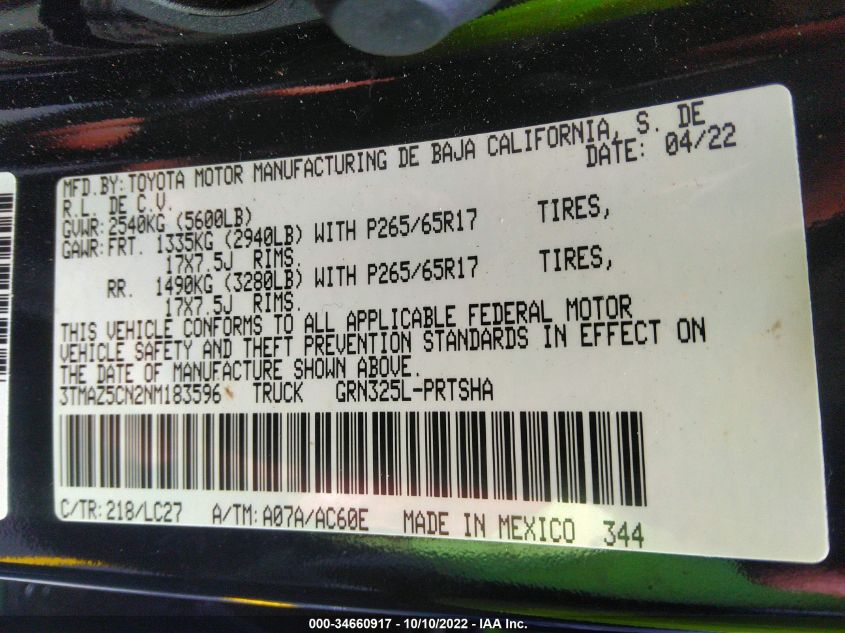 MFD.BY:TOYOTA MOTOR MANUFACTURING DE BAJA CALIFORNIA, S. DE
R.L. DE C.V. DATE: 04/22
GVWR: 2540KG (5600LB)
GAWR: FRT. 1335KG (2940LB) WITH P265/65R17 TIRES,
17X7.5J RIMS.
RR. 1490KG (3280LB) WITH P265/65R17 TIRES,
17X7.5J RIMS.
THIS VEHICLE CONFORMS TO ALL APPLICABLE FEDERAL MOTOR
VEHICLE SAFETY AND THEFT PREVENTION STANDARDS IN EFFECT ON
THE DATE OF MANUFACTURE SHOWN ABOVE.
3TMAZ5CN2NM183596 TRUCK GRN325L-PRTSHA
C/TR: 218/LC27 A/TM: A07A/AC60E MADE IN MEXICO 344
000-34660917 - 10/10/2022 - IAA Inc.